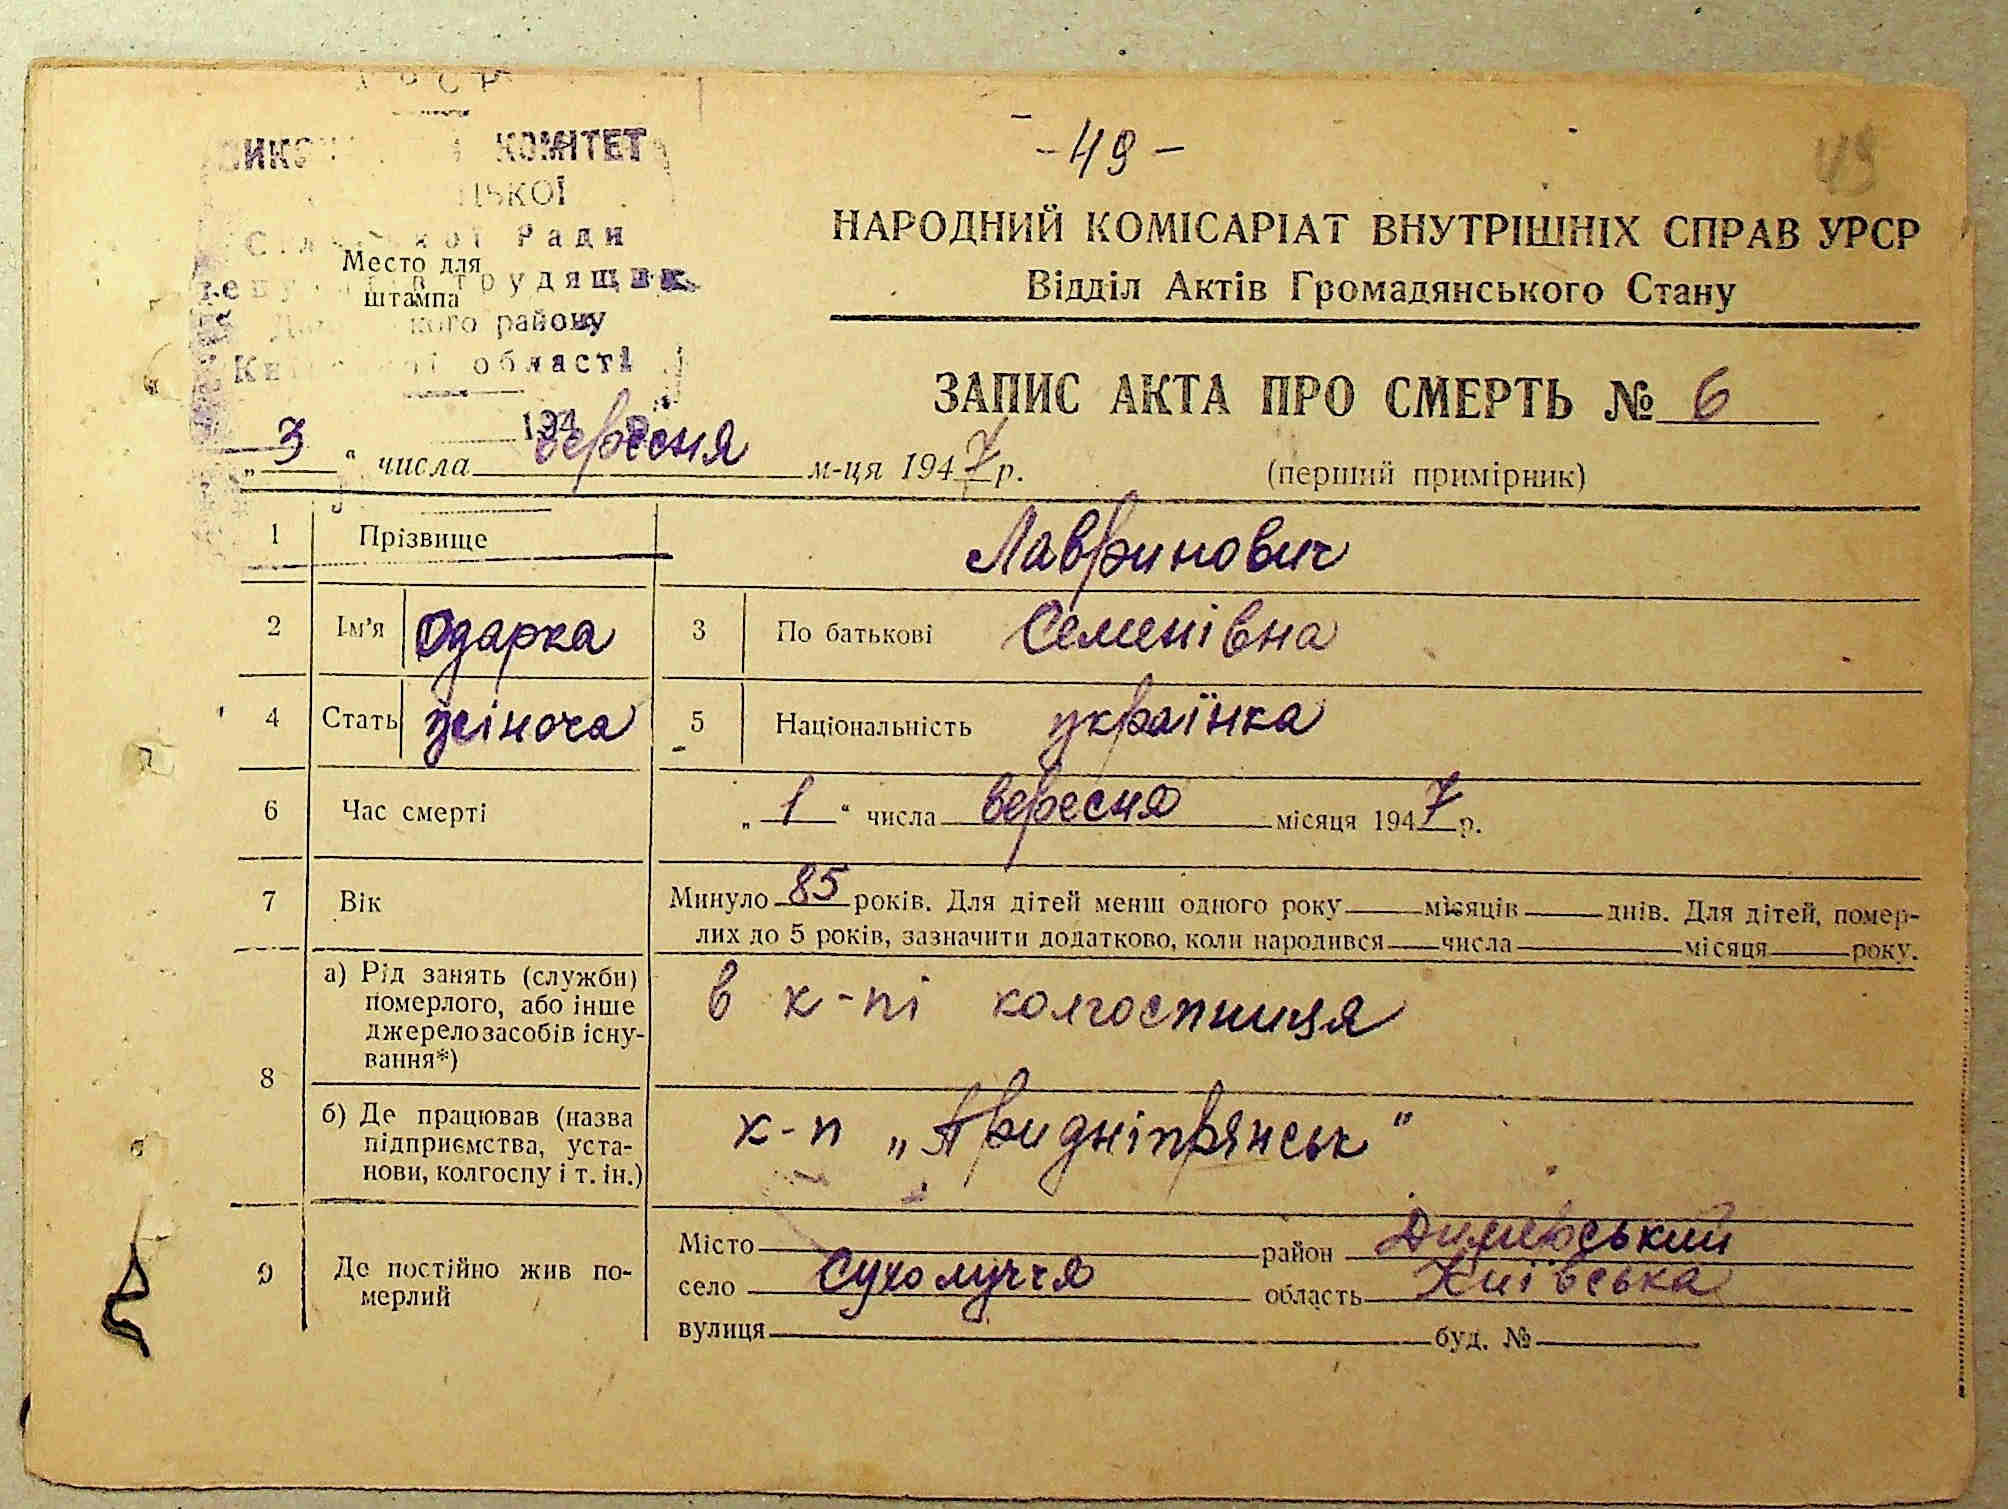 КОМІТЕТ
Ради
трудящих
району
області
- 49 -
49
НАРОДНИЙ КОМІСАРІАТ ВНУТРІШНІХ СПРАВ УРСР
Відділ Актів Громадянського Стану
Место для
штампа
ЗАПИС АКТА ПРО СМЕРТЬ № 6
(перший примірник)
„ 3 “ числа вересня м-ця 1947 р.
1 Прізвище Лавринович
2 Ім'я Одарка 3 По батькові Семенівна
4 Стать жіноча 5 Національність українка
6 Час смерті „ 1 “ числа вересня місяця 1947 р.
7 Вік Минуло 85 років. Для дітей менш одного року місяців днів. Для дітей, помер-
лих до 5 років, зазначити додатково, коли народився числа місяця року.
8 а) Рід занять (служби)
померлого, або інше
джерело засобів існу-
вання*)
в к-пі колгоспниця
б) Де працював (назва
підприємства, уста-
нови, колгоспу і т. ін.)
к-п „Придніпрянськ"
9 Де постійно жив по-
мерлий
Місто район Димерський
село Сухолуччя область Київська
вулиця буд. №